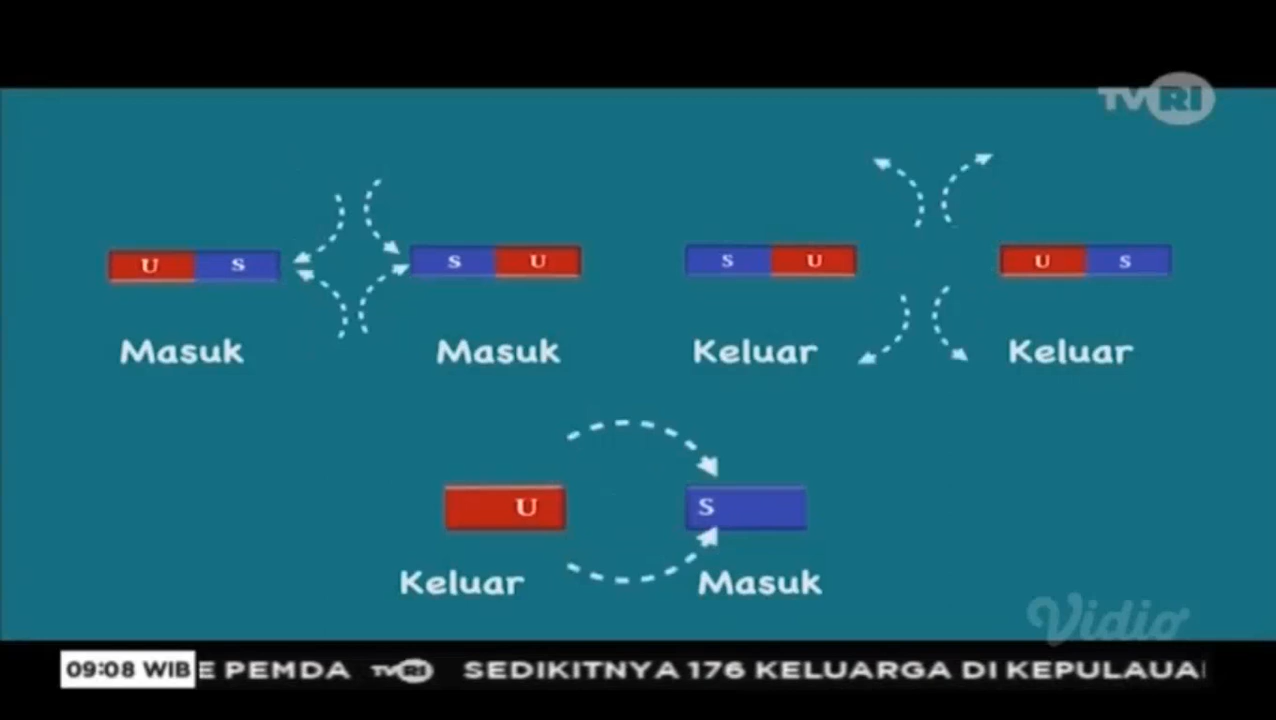 TVRI
U S S U S U U S
Masuk Masuk Keluar Keluar
U S
Keluar Masuk
Vidio
09:08 WIB E PEMDA TVRI SEDIKITNYA 176 KELUARGA DI KEPULAUA